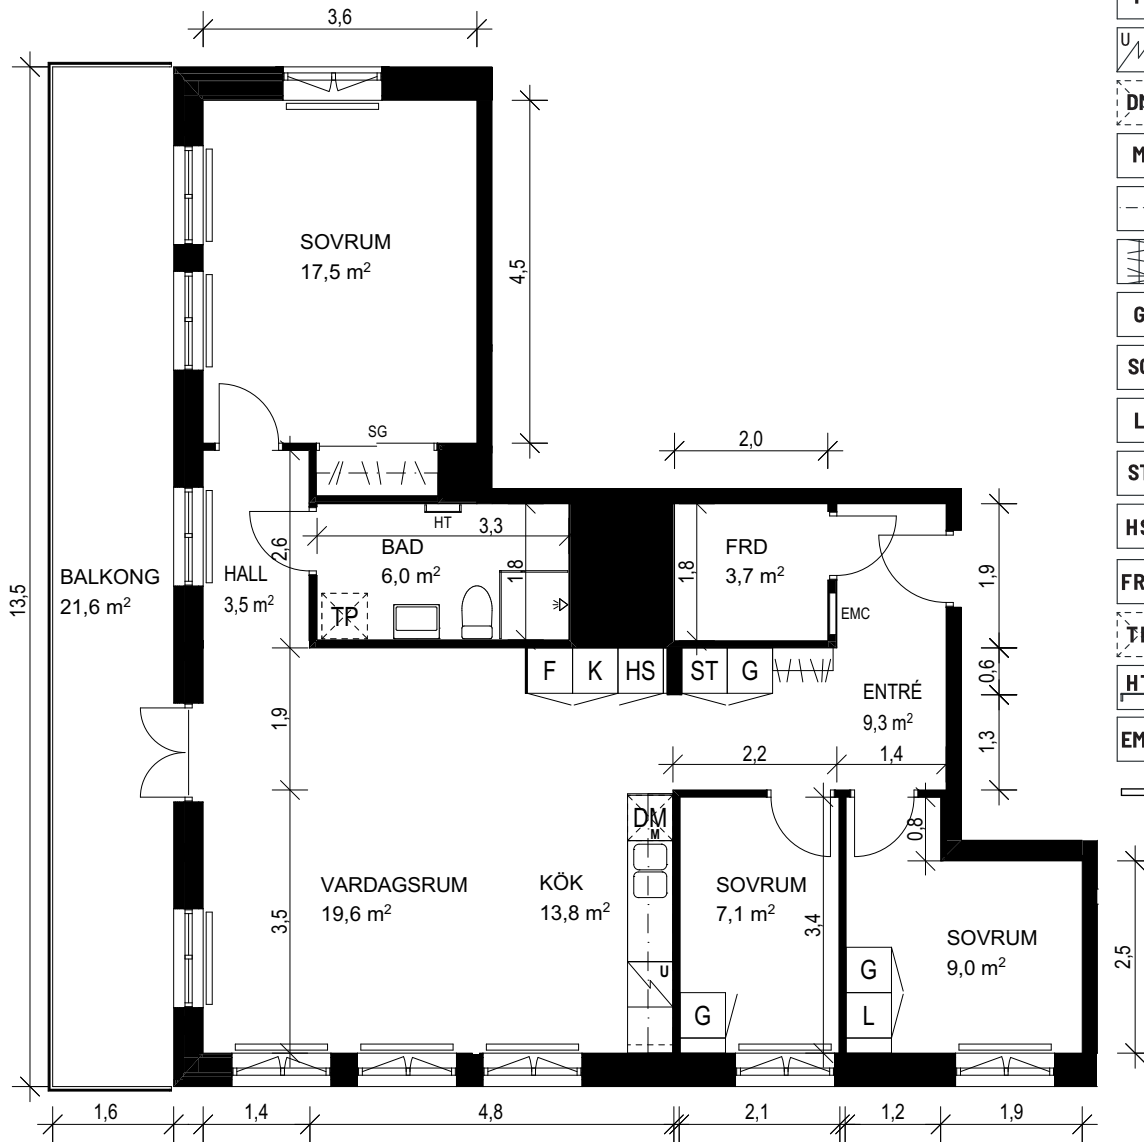 3,6
U
DM
M
G
L
ST
HS
HT
13,5
4,5
SOVRUM
17,5 m²
SG
2,0
HT
3,3
BAD
6,0 m²
2,6
1,8
TP
HALL
3,5 m²
BALKONG
21,6 m²
FRD
3,7 m²
1,8
EMC
1,9
F
K
HS
ST
G
0,6
ENTRÉ
9,3 m²
1,9
1,3
2,2
1,4
DM
M
0,8
VARDAGSRUM
19,6 m²
KÖK
13,8 m²
SOVRUM
7,1 m²
3,5
3,4
SOVRUM
9,0 m²
2,5
U
G
G
L
1,6
1,4
4,8
2,1
1,2
1,9